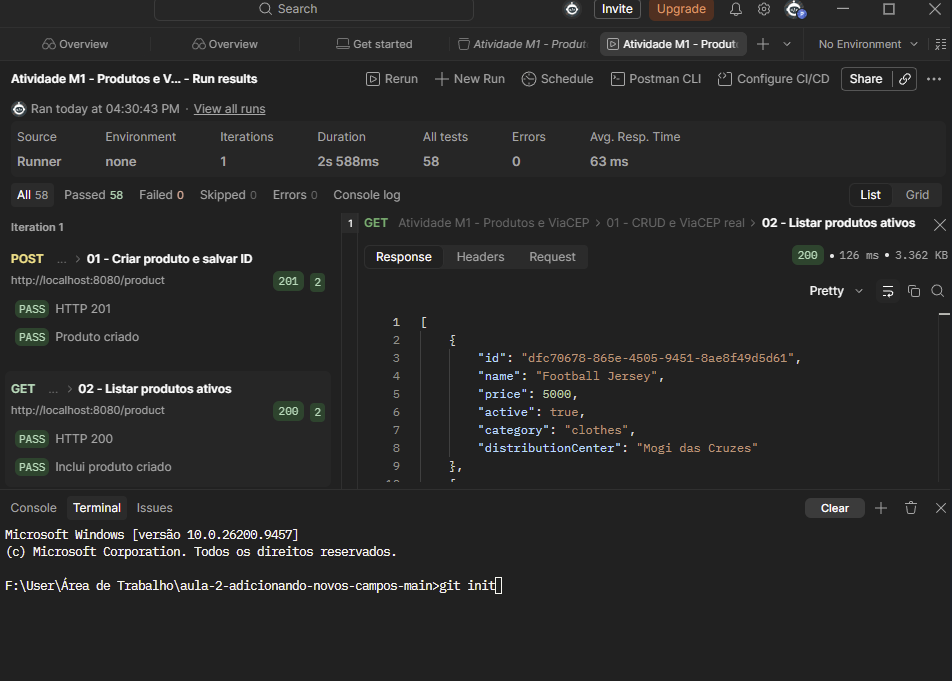 Search
Invite
Upgrade
Overview
Overview
Get started
Atividade M1 - Produt
Atividade M1 - Produt
No Environment
Atividade M1 - Produtos e V... - Run results
Rerun
New Run
Schedule
Postman CLI
Configure CI/CD
Share
Ran today at 04:30:43 PM · View all runs
Source Environment Iterations Duration All tests Errors Avg. Resp. Time
Runner none 1 2s 588ms 58 0 63 ms
All 58 Passed 58 Failed 0 Skipped 0 Errors 0 Console log
List Grid
Iteration 1
POST ... > 01 - Criar produto e salvar ID
http://localhost:8080/product 201 2
PASS HTTP 201
PASS Produto criado
GET ... > 02 - Listar produtos ativos
http://localhost:8080/product 200 2
PASS HTTP 200
PASS Inclui produto criado
1
GET Atividade M1 - Produtos e ViaCEP > 01 - CRUD e ViaCEP real > 02 - Listar produtos ativos
Response Headers Request
200 • 126 ms • 3.362 KB
Pretty
1 [
2 {
3 "id": "dfc70678-865e-4505-9451-8ae8f49d5d61",
4 "name": "Football Jersey",
5 "price": 5000,
6 "active": true,
7 "category": "clothes",
8 "distributionCenter": "Mogi das Cruzes"
9 },
Console Terminal Issues
Clear
Microsoft Windows [versão 10.0.26200.9457]
(c) Microsoft Corporation. Todos os direitos reservados.
F:\User\Área de Trabalho\aula-2-adicionando-novos-campos-main>git init